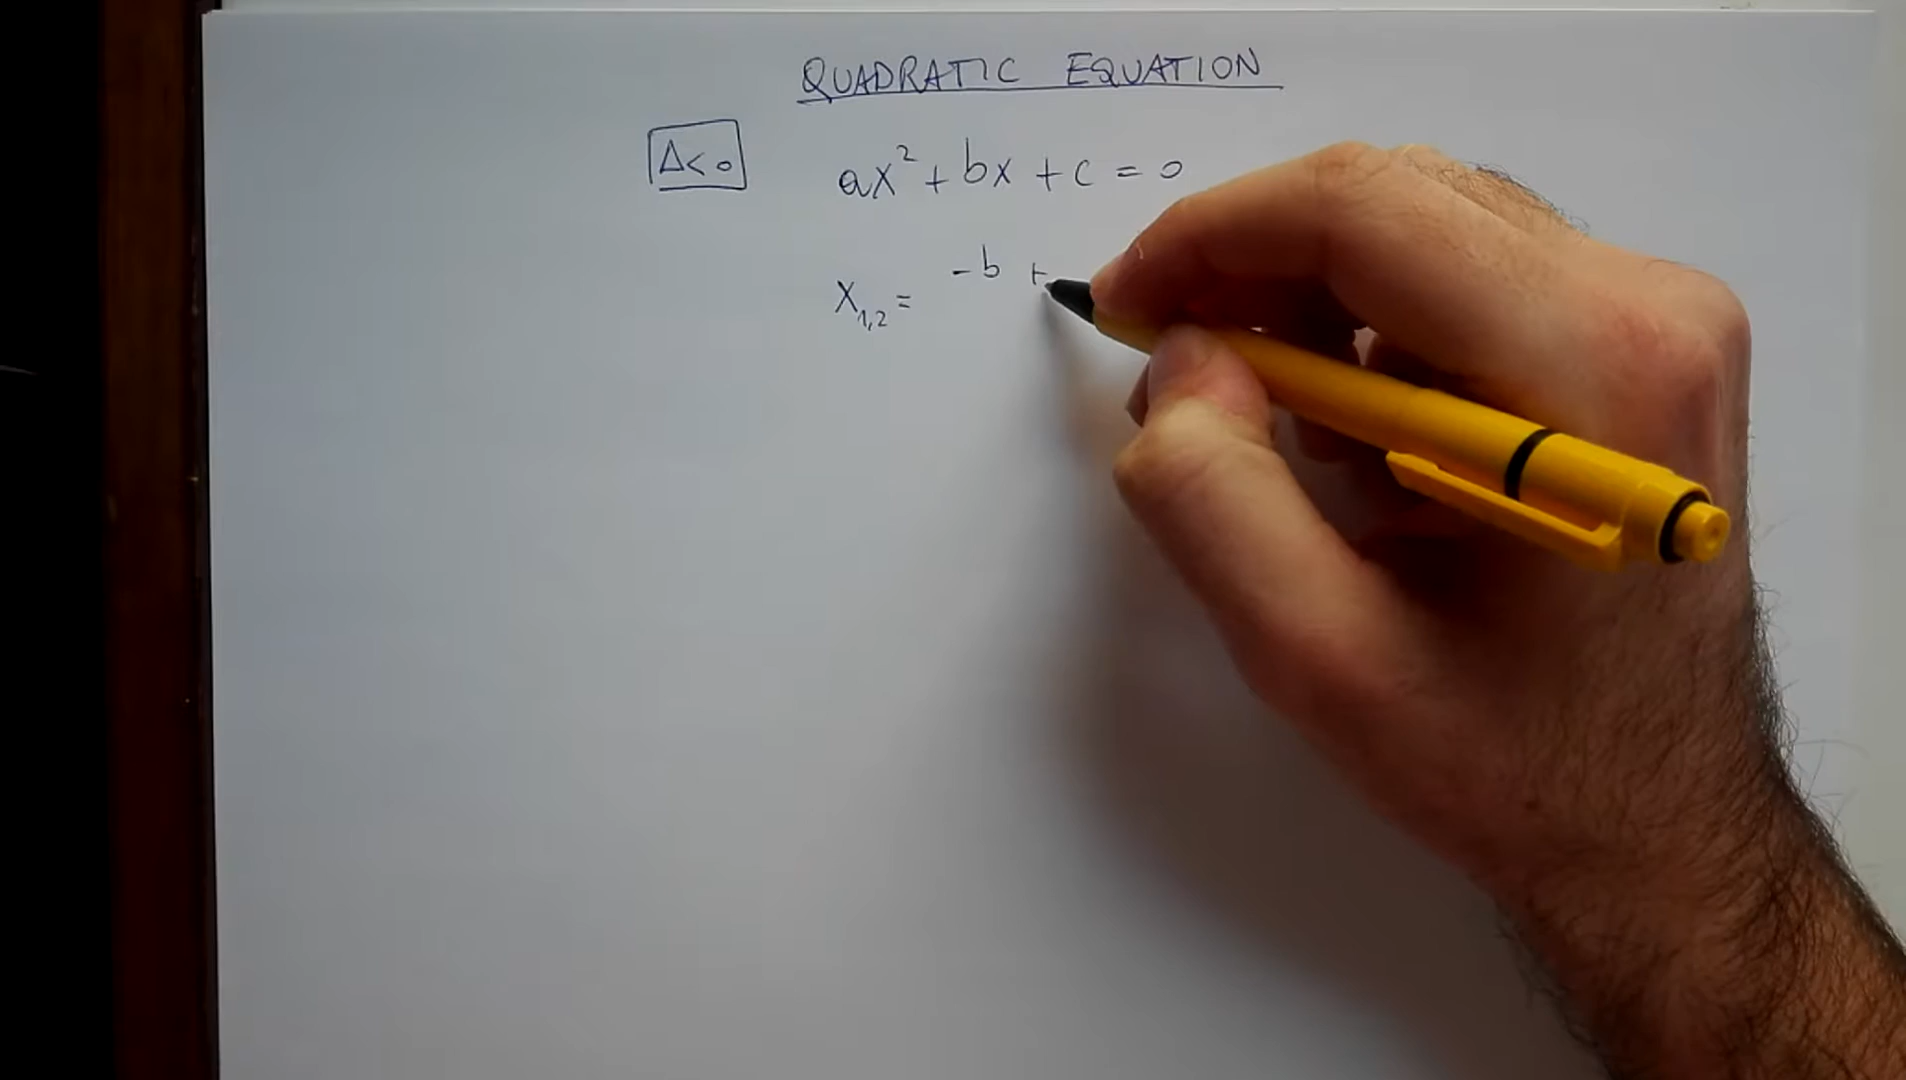 QUADRATIC EQUATION
Δ<0 ax²+bx+c=0
x₁,₂= -b +